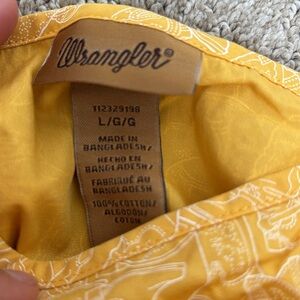 Wrangler®
112329198
L/G/G
MADE IN
BANGLADESH/
HECHO EN
BANGLADESH/
FABRIQUÉ AU
BANGLADESH
100% COTTON/
ALGODÓN/
COTON